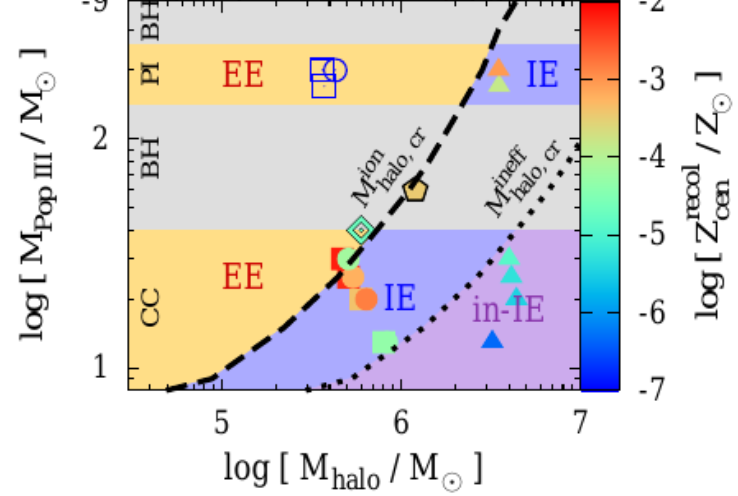 -9
-2
BH
PI
EE
IE
-3
2
BH
M^ion_halo, cr
M^ineff_halo, cr
-4
-5
EE
IE
in-IE
CC
-6
1
-7
5
6
7
log [ M_halo / M_⊙ ]
log [ M_Pop III / M_⊙ ]
log [ Z^recol_cen / Z_⊙ ]